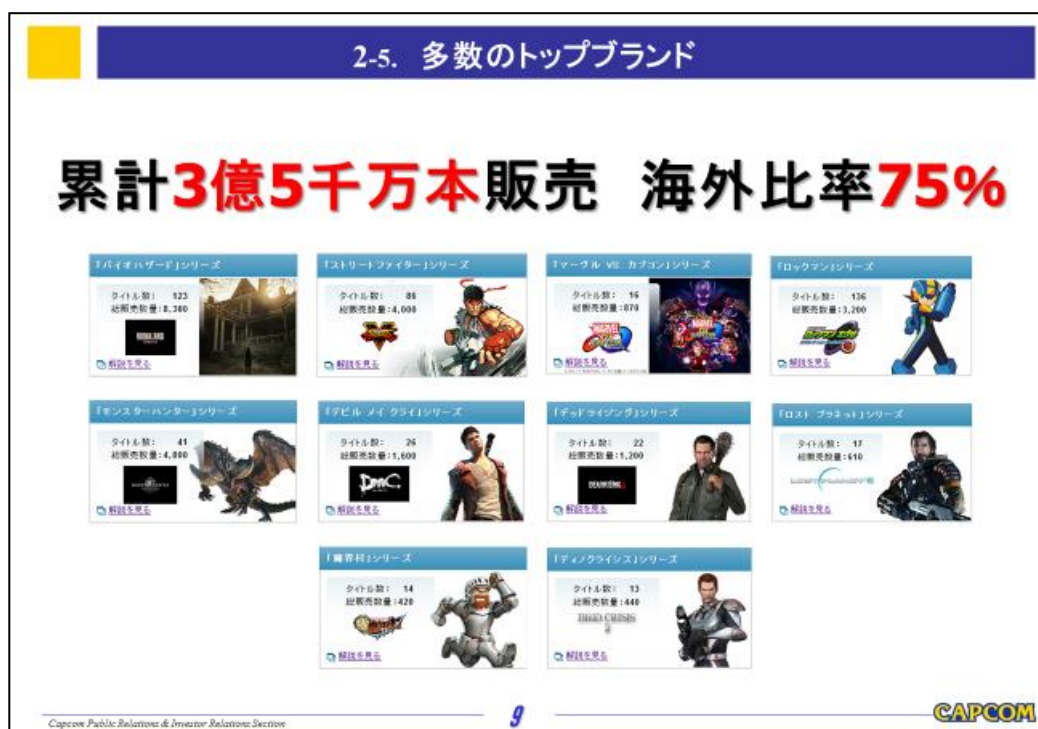 2-5. 多数のトップブランド
累計3億5千万本販売 海外比率75%
『バイオハザード』シリーズ
タイトル数: 123
総販売数量:8,300
解説を見る
『ストリートファイター』シリーズ
タイトル数: 86
総販売数量:4,000
解説を見る
『マーヴル VS. カプコン』シリーズ
タイトル数: 16
総販売数量:870
MARVEL
解説を見る
『ロックマン』シリーズ
タイトル数: 136
総販売数量:3,200
解説を見る
『モンスターハンター』シリーズ
タイトル数: 41
総販売数量:4,800
解説を見る
『デビル メイ クライ』シリーズ
タイトル数: 26
総販売数量:1,600
DmC
解説を見る
『デッドライジング』シリーズ
タイトル数: 22
総販売数量:1,200
解説を見る
『ロスト プラネット』シリーズ
タイトル数: 17
総販売数量:610
解説を見る
『魔界村』シリーズ
タイトル数: 14
総販売数量:420
解説を見る
『ディノクライシス』シリーズ
タイトル数: 13
総販売数量:440
DINO CRISIS
2
解説を見る
Capcom Public Relations & Investor Relations Section
9
CAPCOM